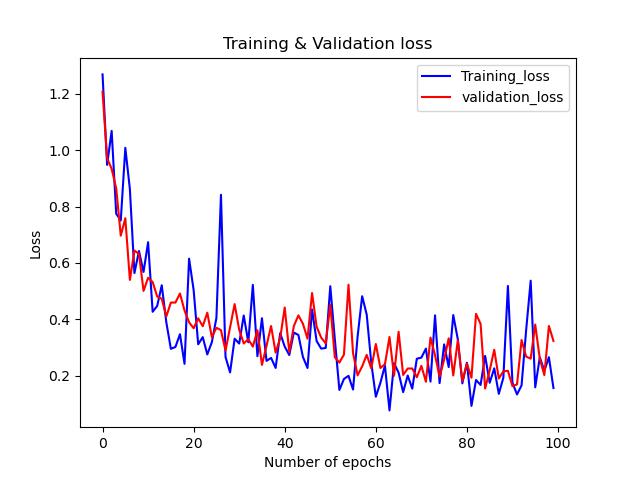 Training & Validation loss
Training_loss
validation_loss
Loss
1.2
1.0
0.8
0.6
0.4
0.2
0 20 40 60 80 100
Number of epochs